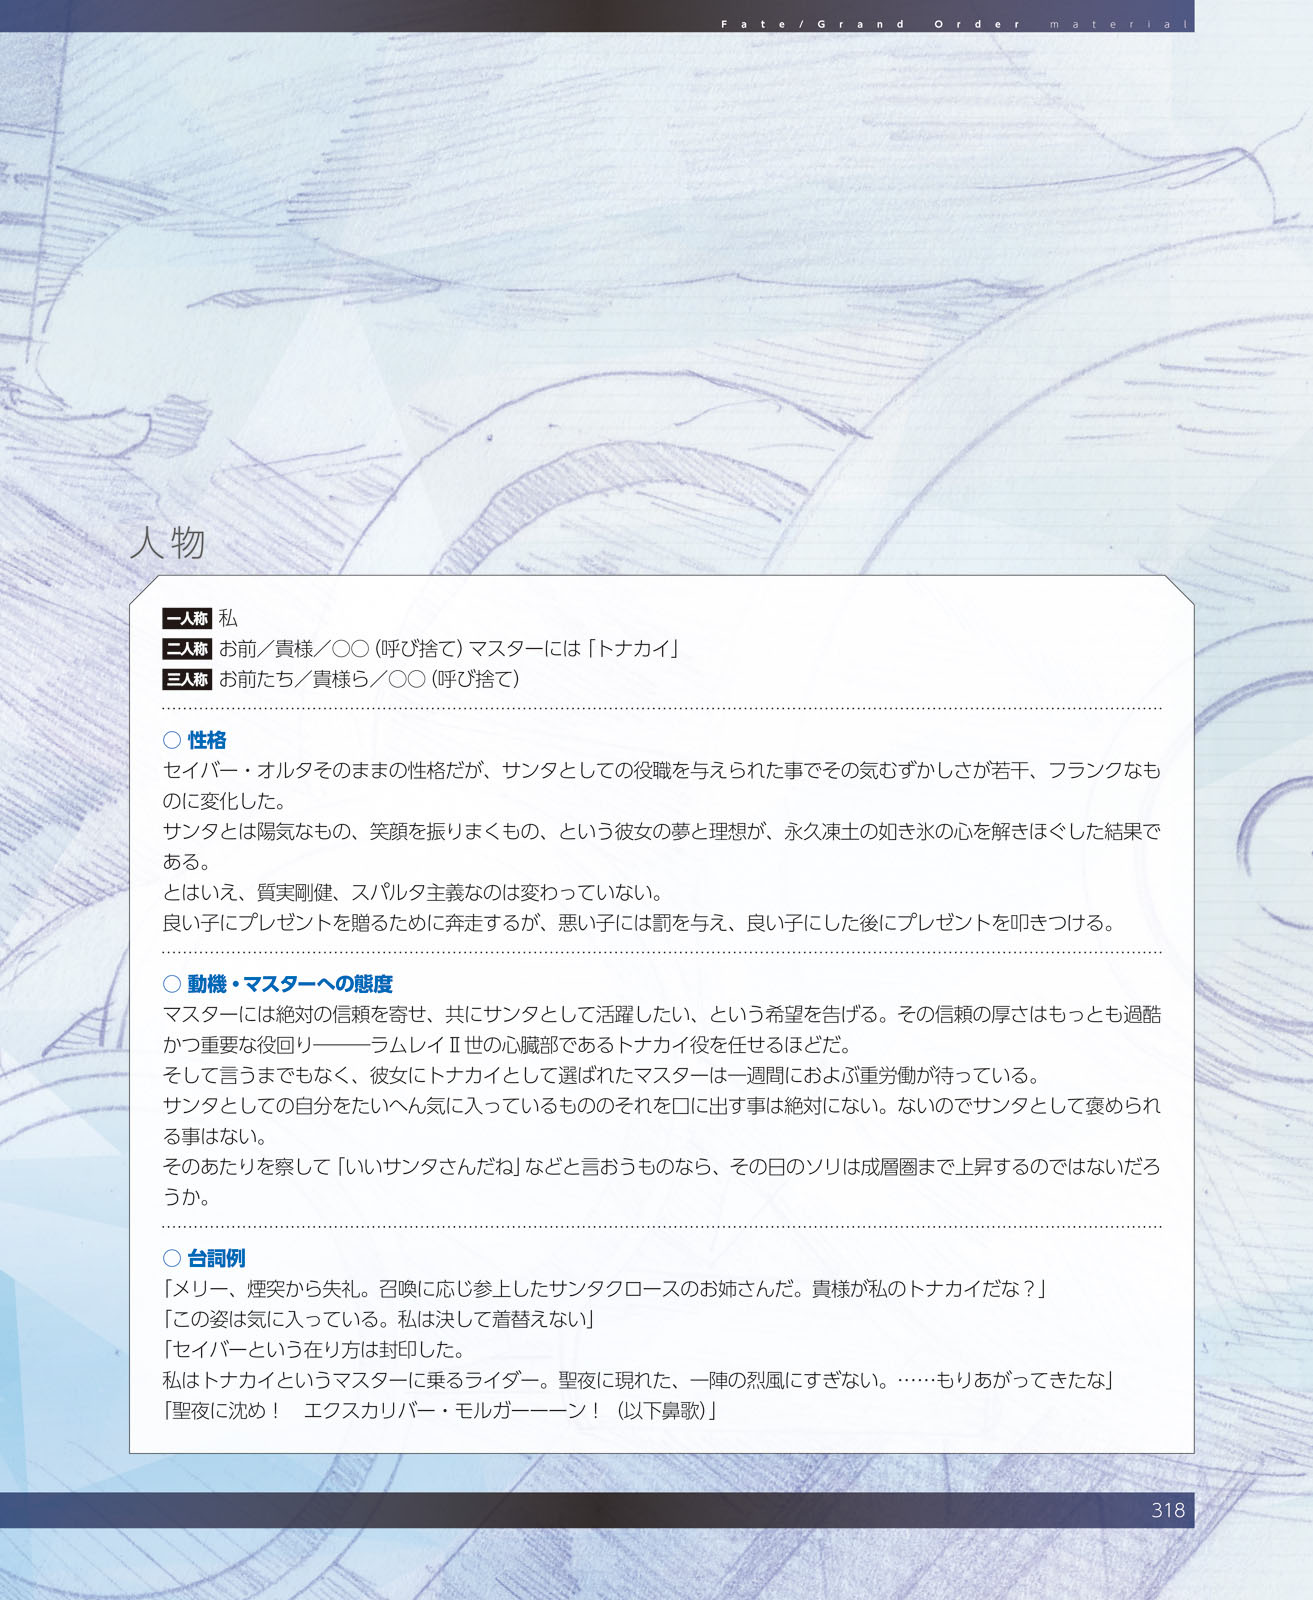 Fate/Grand Order material
人物
一人称 私
二人称 お前／貴様／○○（呼び捨て）マスターには「トナカイ」
三人称 お前たち／貴様ら／○○（呼び捨て）
○ 性格
セイバー・オルタそのままの性格だが、サンタとしての役職を与えられた事でその気むずかしさが若干、フランクなも
のに変化した。
サンタとは陽気なもの、笑顔を振りまくもの、という彼女の夢と理想が、永久凍土の如き氷の心を解きほぐした結果で
ある。
とはいえ、質実剛健、スパルタ主義なのは変わっていない。
良い子にプレゼントを贈るために奔走するが、悪い子には罰を与え、良い子にした後にプレゼントを叩きつける。
○ 動機・マスターへの態度
マスターには絶対の信頼を寄せ、共にサンタとして活躍したい、という希望を告げる。その信頼の厚さはもっとも過酷
かつ重要な役回り―――ラムレイⅡ世の心臓部であるトナカイ役を任せるほどだ。
そして言うまでもなく、彼女にトナカイとして選ばれたマスターは一週間におよぶ重労働が待っている。
サンタとしての自分をたいへん気に入っているもののそれを口に出す事は絶対にない。ないのでサンタとして褒められ
る事はない。
そのあたりを察して「いいサンタさんだね」などと言おうものなら、その日のソリは成層圏まで上昇するのではないだろ
うか。
○ 台詞例
「メリー、煙突から失礼。召喚に応じ参上したサンタクロースのお姉さんだ。貴様が私のトナカイだな？」
「この姿は気に入っている。私は決して着替えない」
「セイバーという在り方は封印した。
私はトナカイというマスターに乗るライダー。聖夜に現れた、一陣の烈風にすぎない。……もりあがってきたな」
「聖夜に沈め！　エクスカリバー・モルガーーーン！（以下鼻歌）」
318